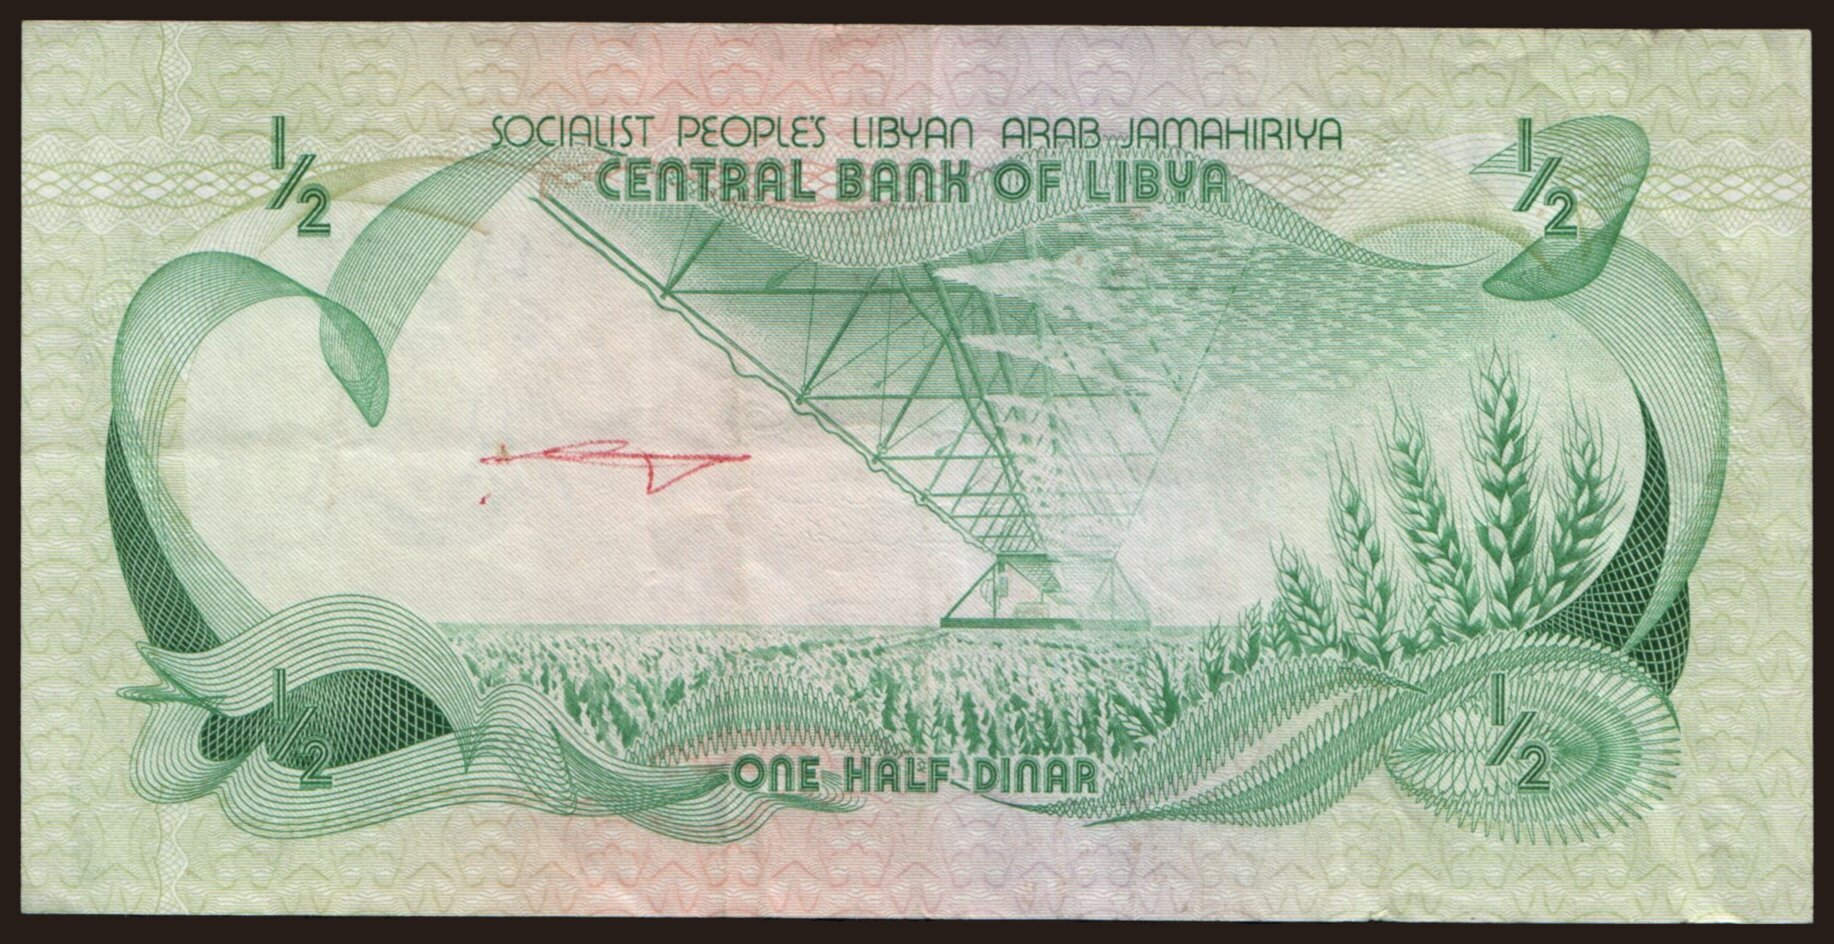 1/2
SOCIALIST PEOPLE'S LIBYAN ARAB JAMAHIRIYA
1/2
CENTRAL BANK OF LIBYA
1/2
ONE HALF DINAR
1/2